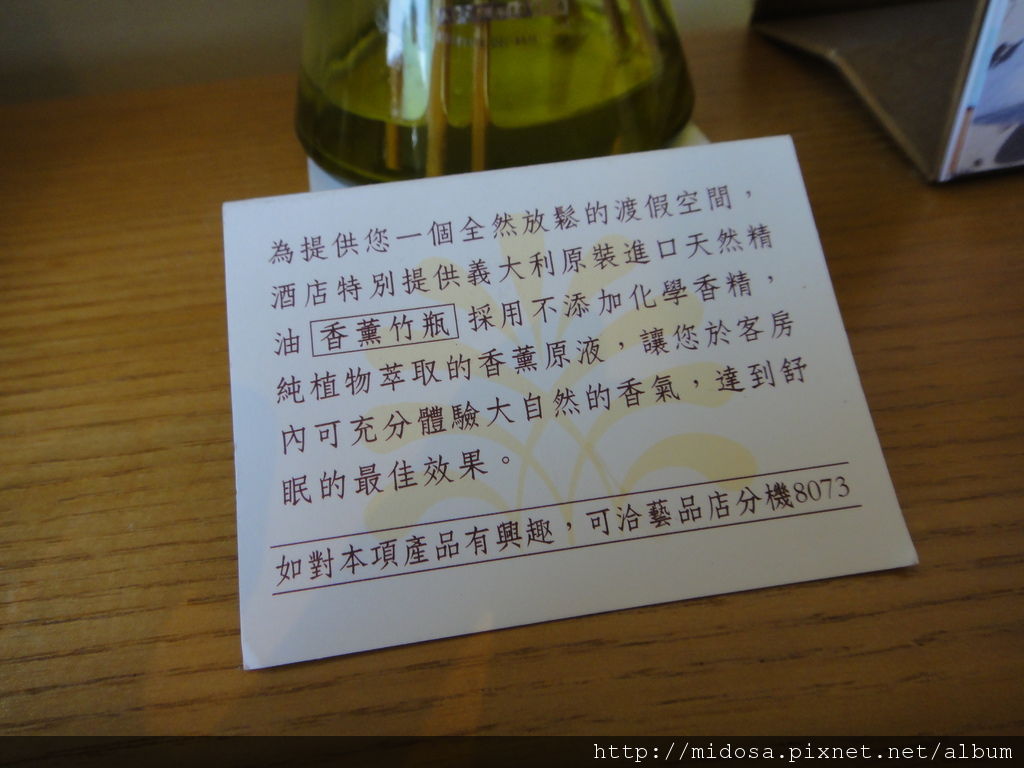 為提供您一個全然放鬆的渡假空間，
酒店特別提供義大利原裝進口天然精
油 香薰竹瓶 採用不添加化學香精，
純植物萃取的香薰原液，讓您於客房
內可充分體驗大自然的香氣，達到舒
眠的最佳效果。
如對本項產品有興趣，可洽藝品店分機8073
http://midosa.pixnet.net/album